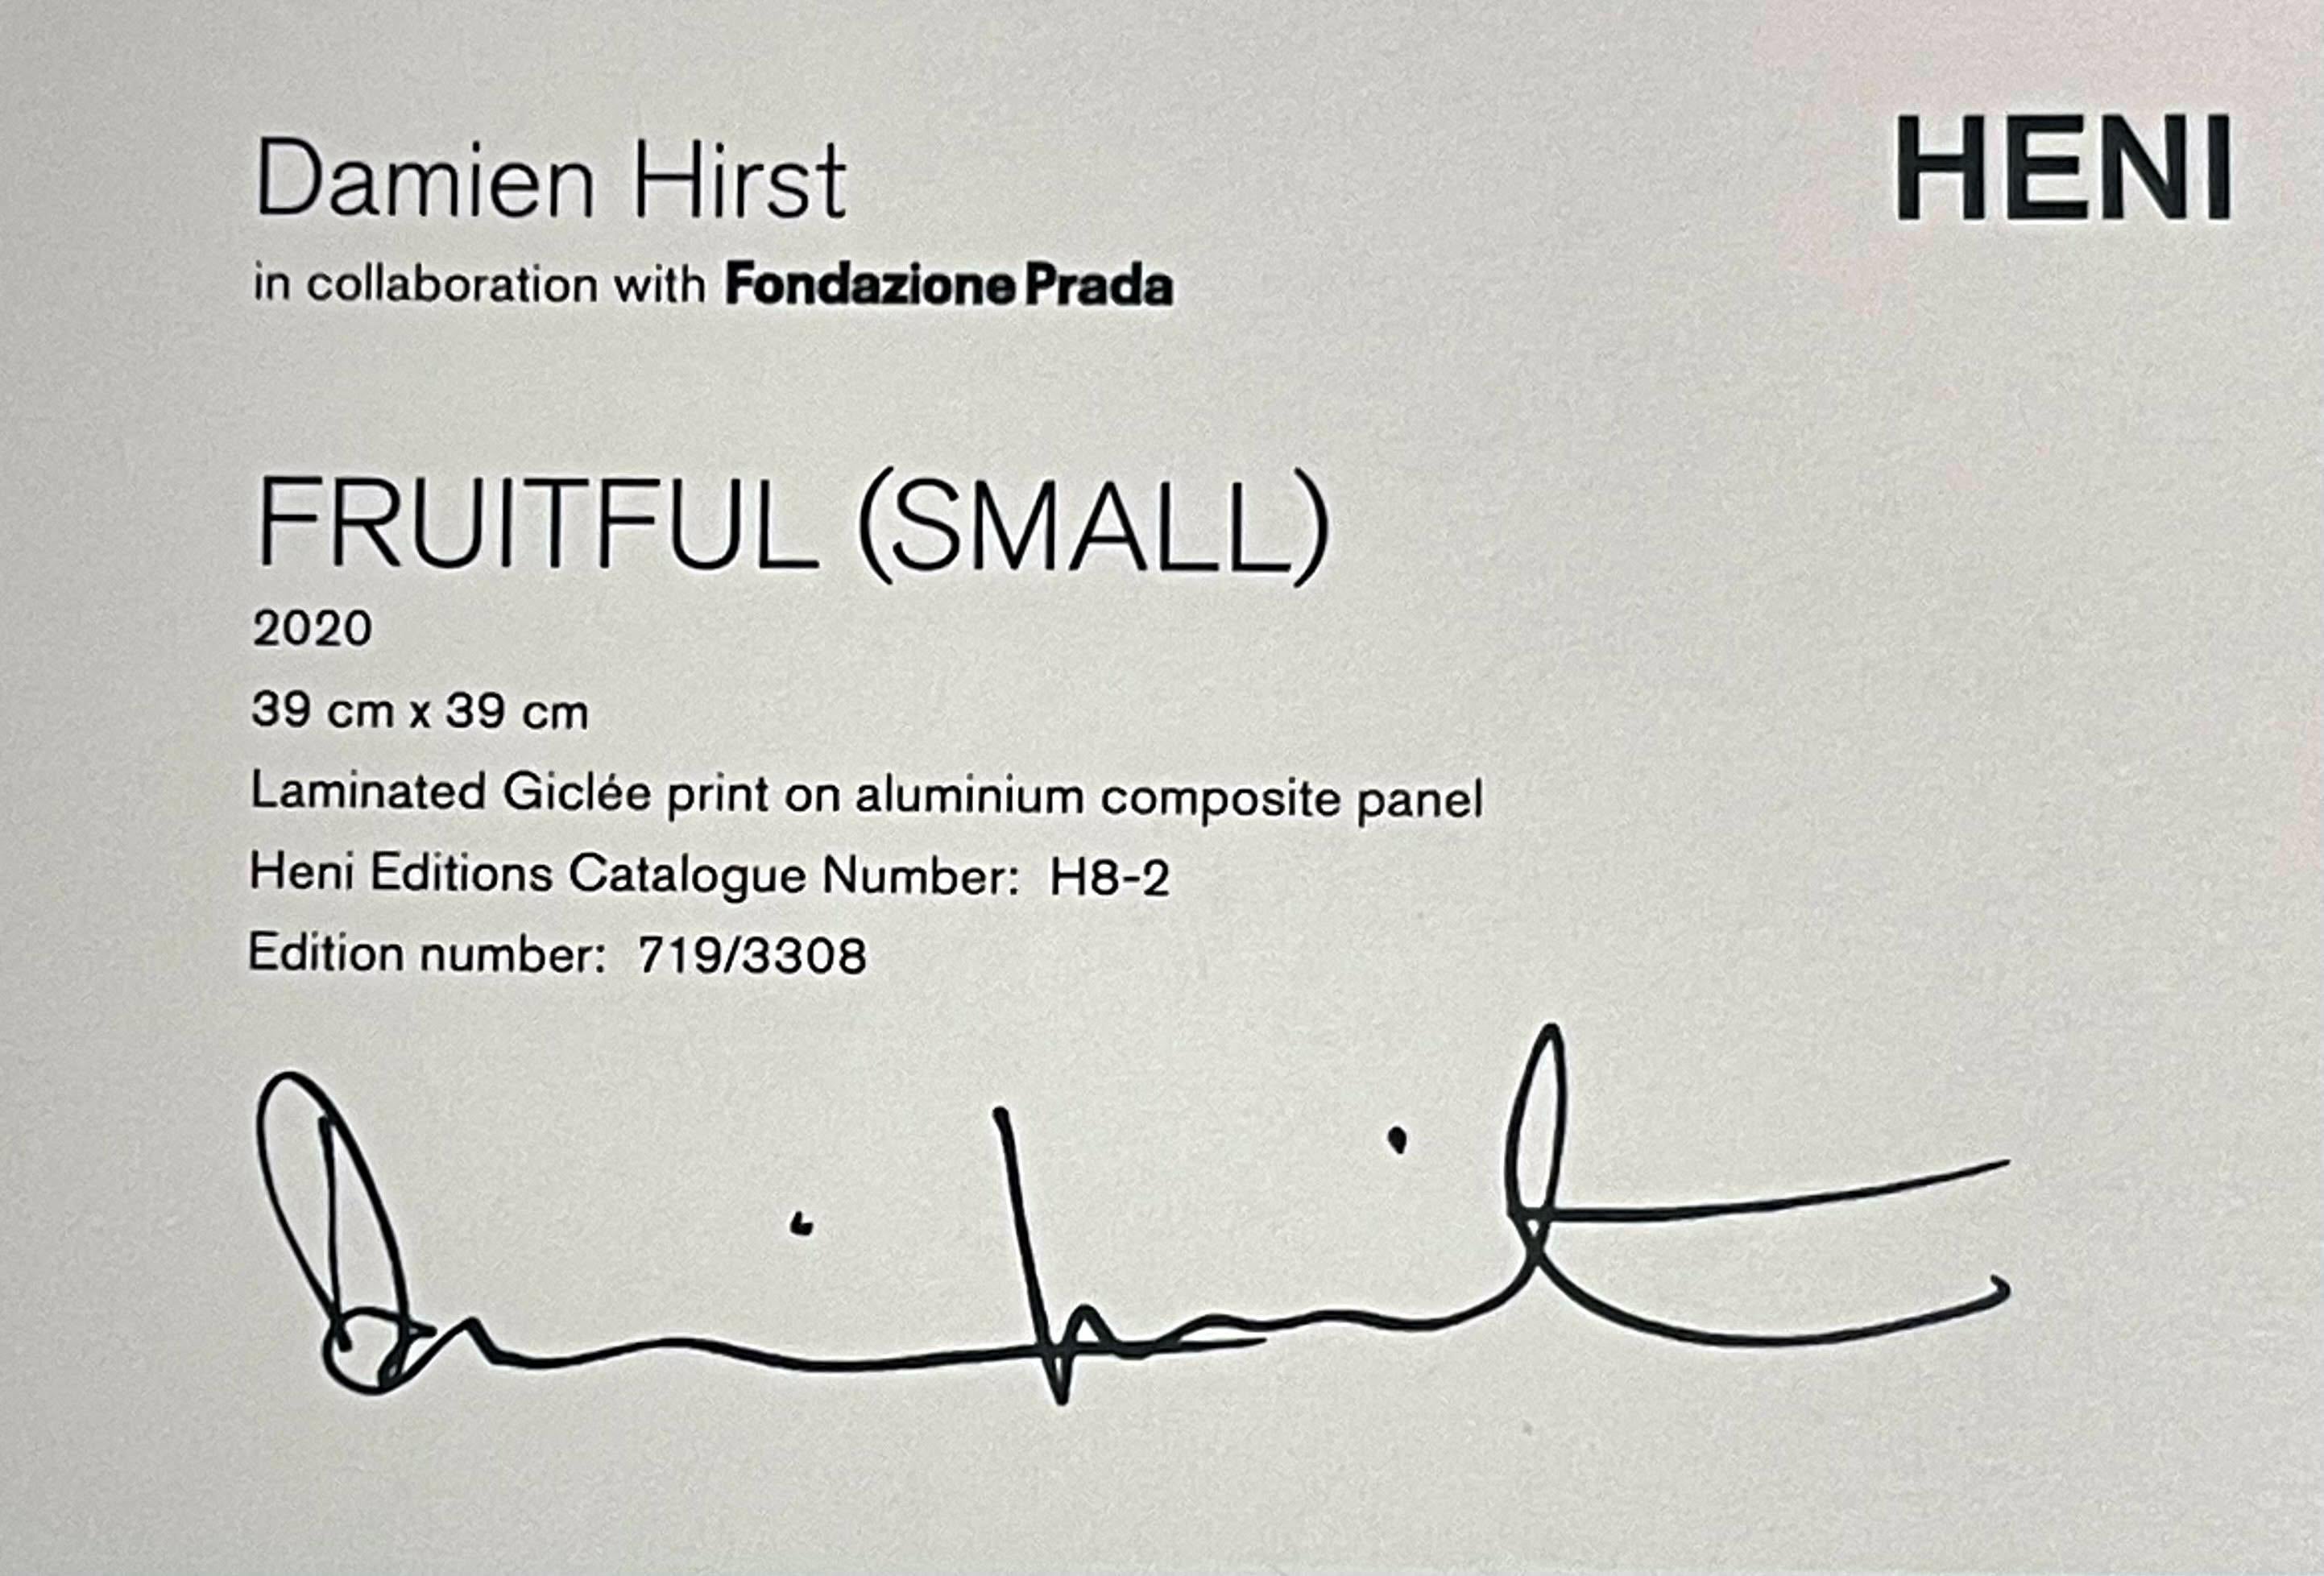 Damien Hirst
HENI
in collaboration with Fondazione Prada
FRUITFUL (SMALL)
2020
39 cm x 39 cm
Laminated Giclée print on aluminium composite panel
Heni Editions Catalogue Number: H8-2
Edition number: 719/3308